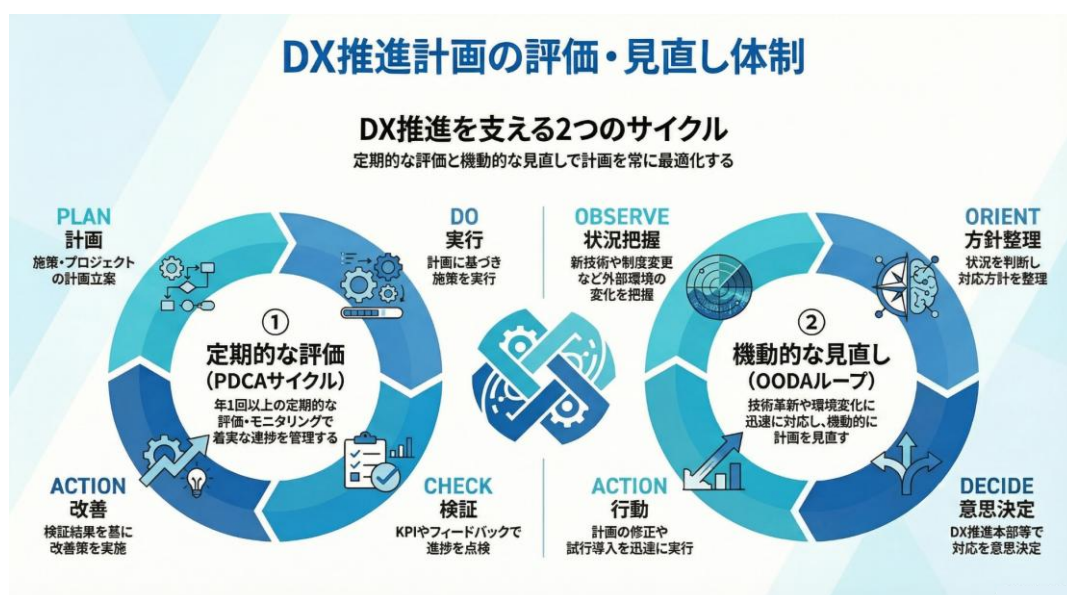 DX推進計画の評価・見直し体制
DX推進を支える2つのサイクル
定期的な評価と機動的な見直しで計画を常に最適化する
PLAN
計画
施策・プロジェクト
の計画立案
DO
実行
計画に基づき
施策を実行
①
定期的な評価
（PDCAサイクル）
年1回以上の定期的な
評価・モニタリングで
着実な進捗を管理する
ACTION
改善
検証結果を基に
改善策を実施
CHECK
検証
KPIやフィードバックで
進捗を点検
OBSERVE
状況把握
新技術や制度変更
など外部環境の
変化を把握
ORIENT
方針整理
状況を判断し
対応方針を整理
②
機動的な見直し
（OODAループ）
技術革新や環境変化に
迅速に対応し、機動的に
計画を見直す
ACTION
行動
計画の修正や
試行導入を迅速に実行
DECIDE
意思決定
DX推進本部等で
対応を意思決定